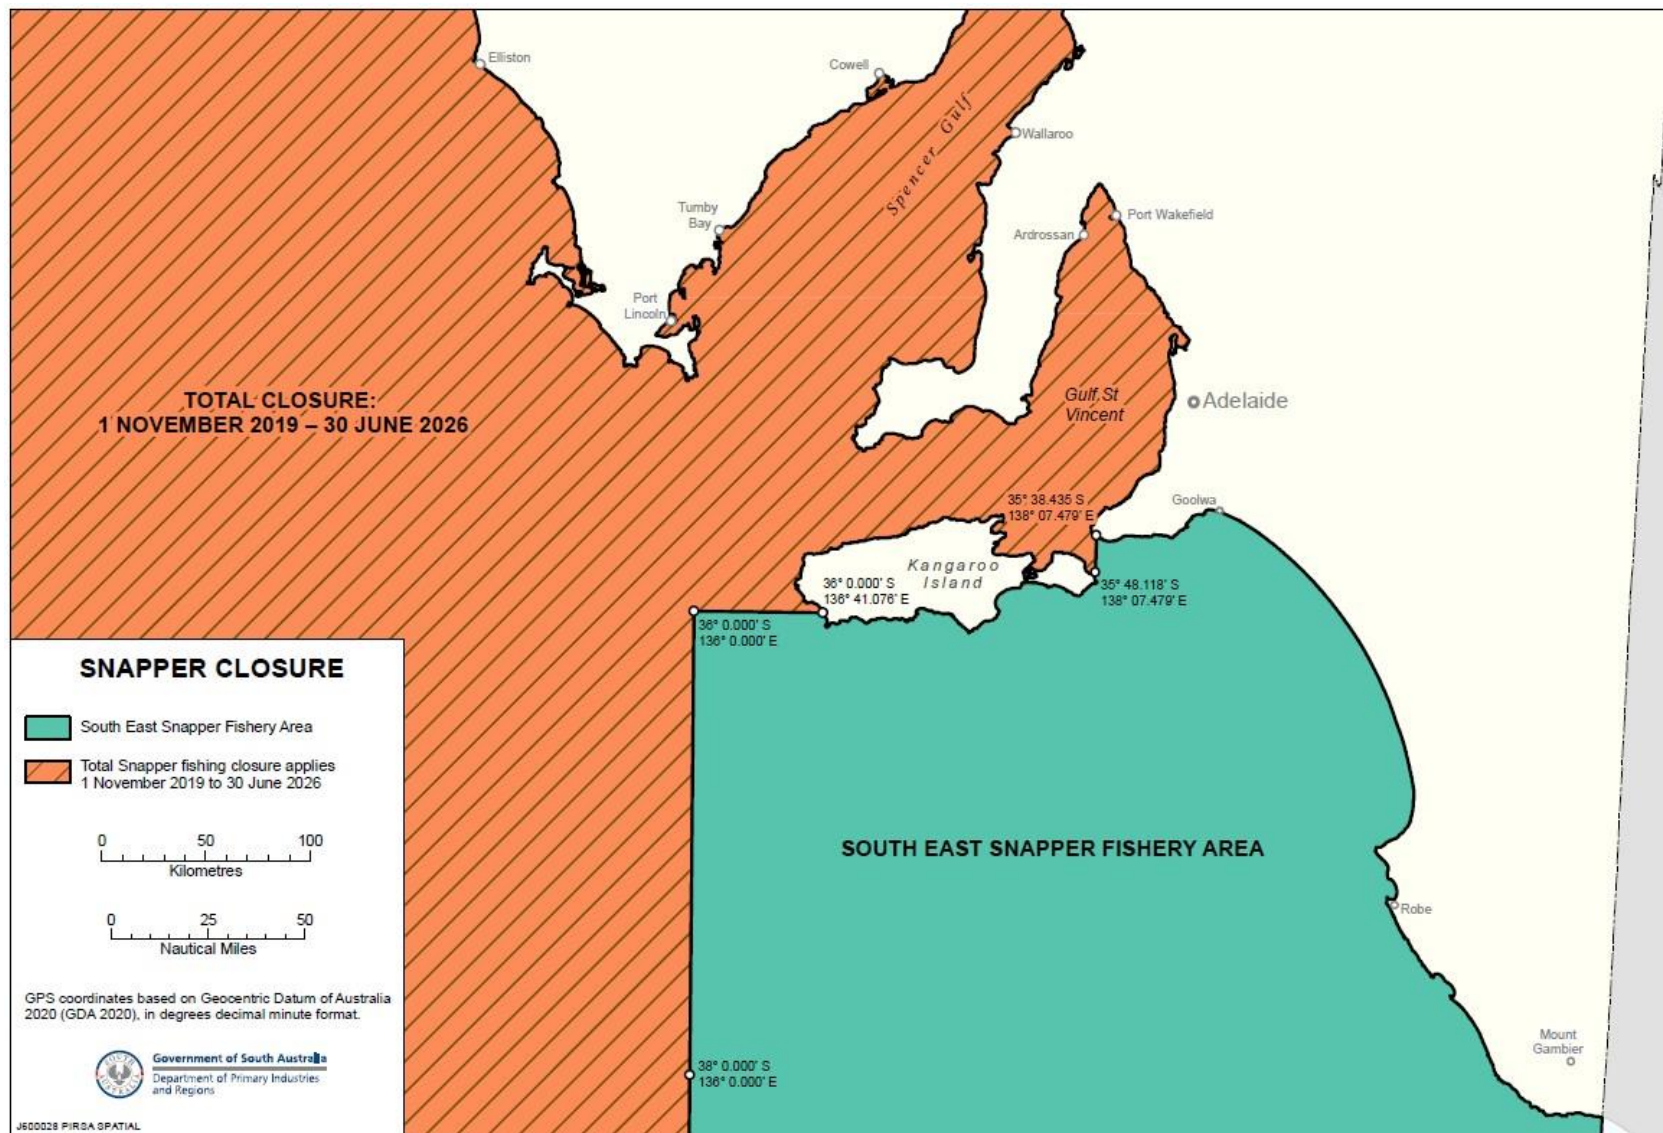 Elliston
Cowell
Spencer Gulf
Wallaroo
Tumby
Bay
Port Wakefield
Ardrossan
Port
Lincoln
TOTAL CLOSURE:
1 NOVEMBER 2019 – 30 JUNE 2026
Gulf St
Vincent
Adelaide
35° 38.435 S
138° 07.479' E
Goolwa
Kangaroo
Island
36° 0.000' S
136° 41.076' E
35° 48.118' S
138° 07.479' E
36° 0.000' S
136° 0.000' E
SNAPPER CLOSURE
South East Snapper Fishery Area
Total Snapper fishing closure applies
1 November 2019 to 30 June 2026
0 50 100
Kilometres
0 25 50
Nautical Miles
GPS coordinates based on Geocentric Datum of Australia
2020 (GDA 2020), in degrees decimal minute format.
SOUTH AUSTRALIA
Government of South Australia
Department of Primary Industries
and Regions
J600028 PIRSA SPATIAL
SOUTH EAST SNAPPER FISHERY AREA
Robe
Mount
Gambier
38° 0.000' S
136° 0.000' E